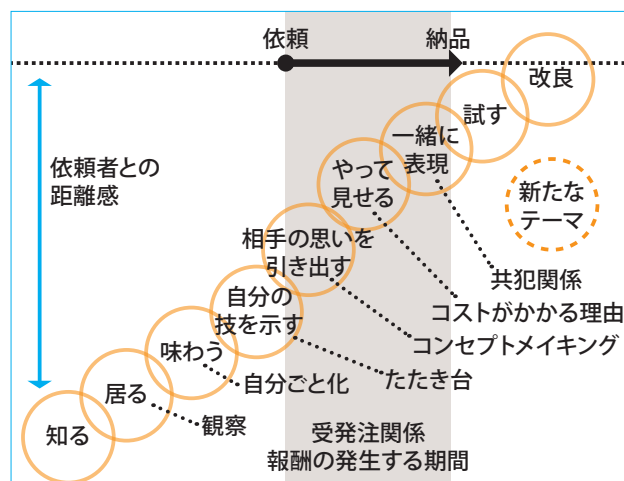 依頼
納品
改良
試す
一緒に
表現
依頼者との
距離感
やって
見せる
新たな
テーマ
相手の思いを
引き出す
共犯関係
自分の
技を示す
コストがかかる理由
コンセプトメイキング
味わう
自分ごと化
たたき台
居る
観察
知る
受発注関係
報酬の発生する期間